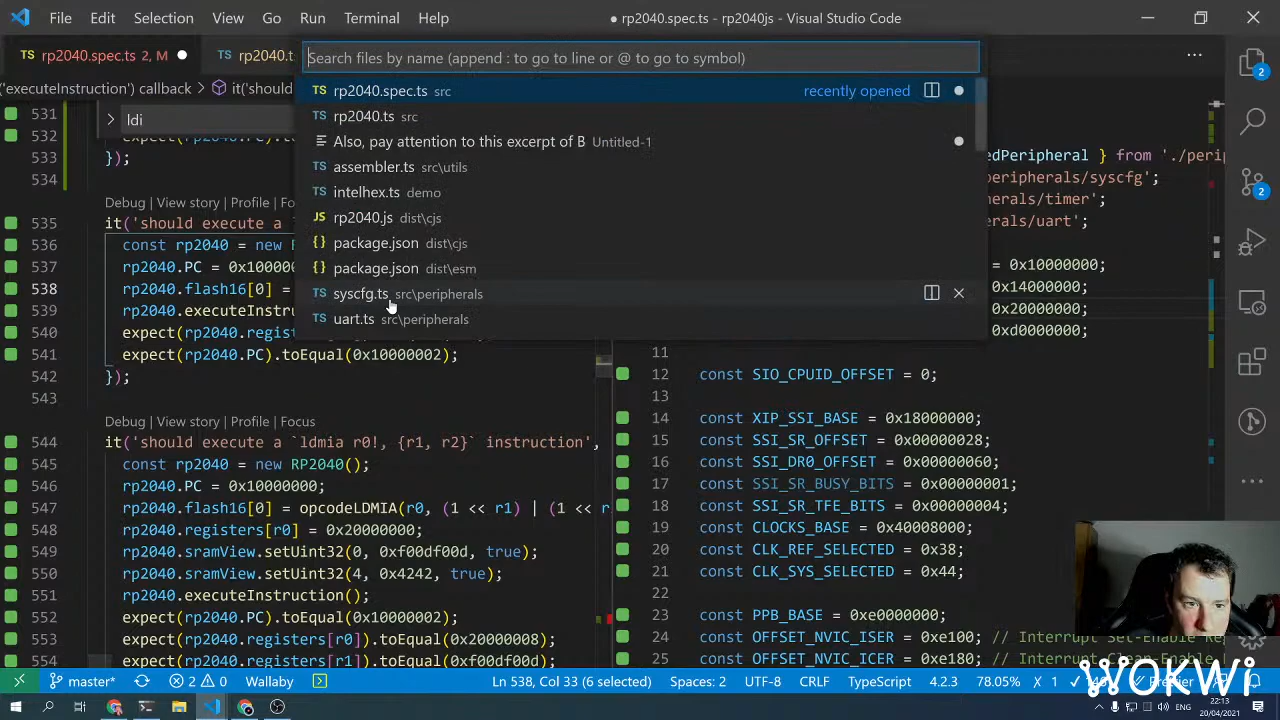 File Edit Selection View Go Run Terminal Help
● rp2040.spec.ts - rp2040js - Visual Studio Code
TS rp2040.spec.ts 2, M ●
TS rp2040.t
('executeInstruction') callback > it('should
Search files by name (append : to go to line or @ to go to symbol)
TS rp2040.spec.ts src recently opened
TS rp2040.ts src
Also, pay attention to this excerpt of B Untitled-1
TS assembler.ts src\utils
TS intelhex.ts demo
JS rp2040.js dist\cjs
{} package.json dist\cjs
{} package.json dist\esm
TS syscfg.ts src\peripherals
TS uart.ts src\peripherals
ldi
531
532
533 });
534
Debug | View story | Profile | Fo
535 it('should execute a `
536 const rp2040 = new R
537 rp2040.PC = 0x100000
538 rp2040.flash16[0] =
539 rp2040.executeInstru
540 expect(rp2040.regist
541 expect(rp2040.PC).toEqual(0x10000002);
542 });
543
Debug | View story | Profile | Focus
544 it('should execute a `ldmia r0!, {r1, r2}` instruction',
545 const rp2040 = new RP2040();
546 rp2040.PC = 0x10000000;
547 rp2040.flash16[0] = opcodeLDMIA(r0, (1 << r1) | (1 << r
548 rp2040.registers[r0] = 0x20000000;
549 rp2040.sramView.setUint32(0, 0xf00df00d, true);
550 rp2040.sramView.setUint32(4, 0x4242, true);
551 rp2040.executeInstruction();
552 expect(rp2040.PC).toEqual(0x10000002);
553 expect(rp2040.registers[r0]).toEqual(0x20000008);
554 expect(rp2040.registers[r1]).toEqual(0xf00df00d);
edPeripheral } from './peri
peripherals/syscfg';
herals/timer';
herals/uart';
= 0x10000000;
0x14000000;
0x20000000;
0xd0000000;
11
12 const SIO_CPUID_OFFSET = 0;
13
14 const XIP_SSI_BASE = 0x18000000;
15 const SSI_SR_OFFSET = 0x00000028;
16 const SSI_DR0_OFFSET = 0x00000060;
17 const SSI_SR_BUSY_BITS = 0x00000001;
18 const SSI_SR_TFE_BITS = 0x00000004;
19 const CLOCKS_BASE = 0x40008000;
20 const CLK_REF_SELECTED = 0x38;
21 const CLK_SYS_SELECTED = 0x44;
22
23 const PPB_BASE = 0xe0000000;
24 const OFFSET_NVIC_ISER = 0xe100; // Interrupt Set-Enable Re
25 const OFFSET_NVIC_ICER = 0xe180; // Interrupt Clean-Enable
2
2
WOKWI
master* 2 0 Wallaby Ln 538, Col 33 (6 selected) Spaces: 2 UTF-8 CRLF TypeScript 4.2.3 78.05% X 1 Prettier
ENG 22:13
20/04/2021